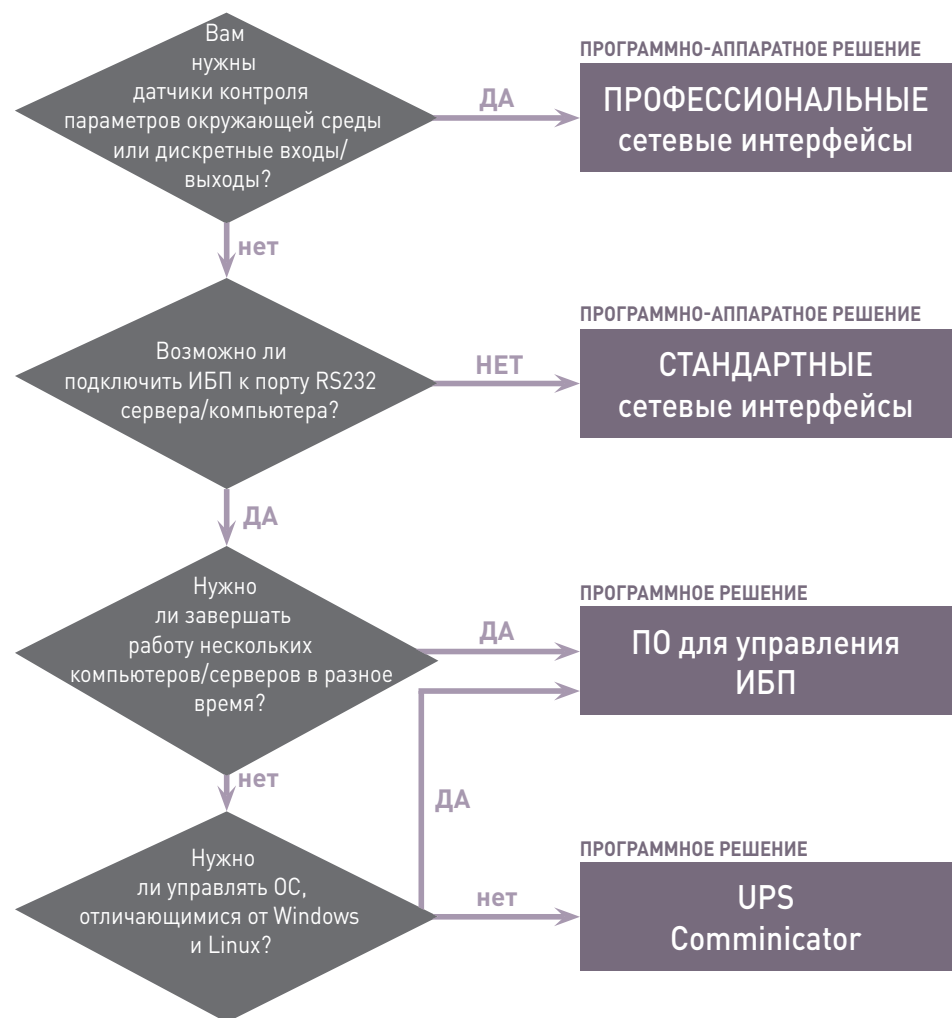 Вам
нужны
датчики контроля
параметров окружающей среды
или дискретные входы/
выходы?
ДА
ПРОГРАММНО-АППАРАТНОЕ РЕШЕНИЕ
ПРОФЕССИОНАЛЬНЫЕ
сетевые интерфейсы
нет
Возможно ли
подключить ИБП к порту RS232
сервера/компьютера?
НЕТ
ПРОГРАММНО-АППАРАТНОЕ РЕШЕНИЕ
СТАНДАРТНЫЕ
сетевые интерфейсы
ДА
Нужно
ли завершать
работу нескольких
компьютеров/серверов в разное
время?
ДА
ПРОГРАММНОЕ РЕШЕНИЕ
ПО для управления
ИБП
нет
ДА
Нужно
ли управлять ОС,
отличающимися от Windows
и Linux?
нет
ПРОГРАММНОЕ РЕШЕНИЕ
UPS
Comminicator